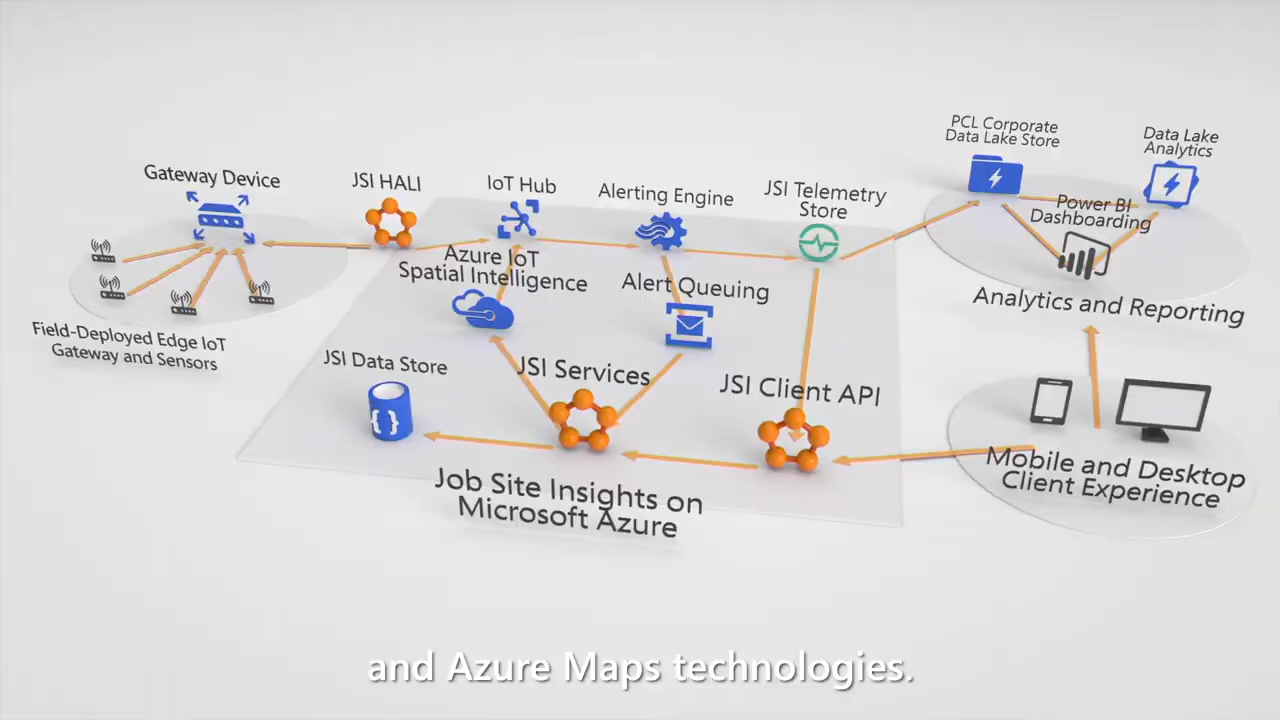 PCL Corporate
Data Lake Store
Data Lake
Analytics
Gateway Device
JSI HALI
IoT Hub
Alerting Engine
JSI Telemetry
Store
Power BI
Dashboarding
Azure IoT
Spatial Intelligence
Alert Queuing
Analytics and Reporting
Field-Deployed Edge IoT
Gateway and Sensors
JSI Data Store
JSI Services
JSI Client API
{ }
Mobile and Desktop
Client Experience
Job Site Insights on
Microsoft Azure
and Azure Maps technologies.